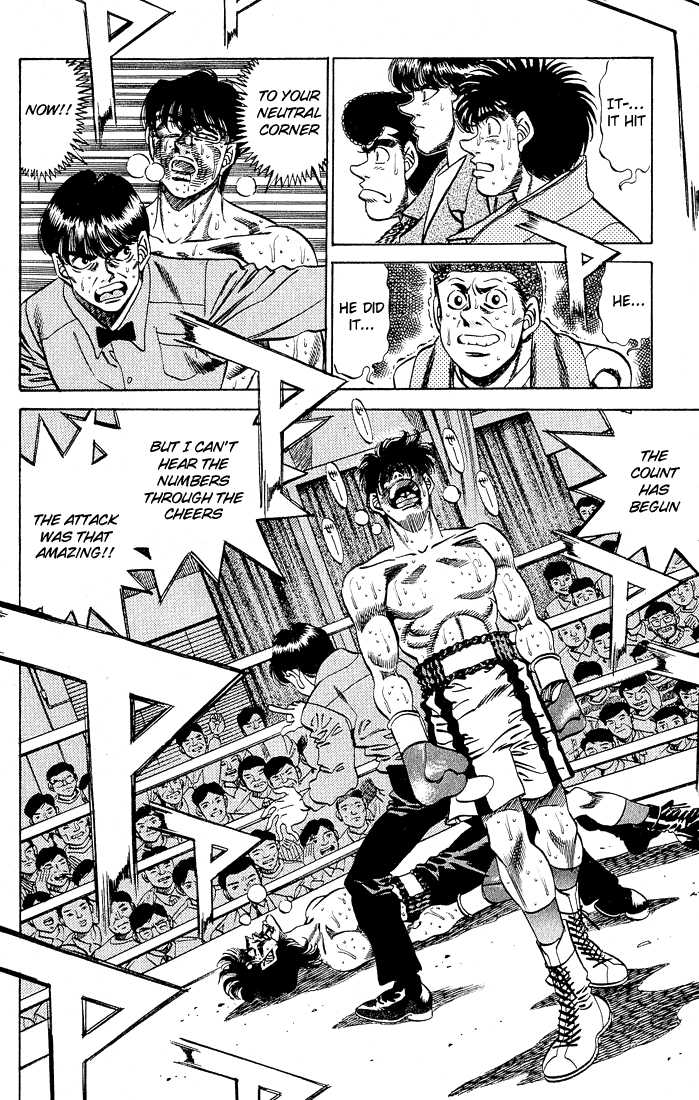 IT-...
IT HIT
TO YOUR
NEUTRAL
CORNER
NOW!!
HE...
HE DID
IT...
THE
COUNT
HAS
BEGUN
BUT I CAN'T
HEAR THE
NUMBERS
THROUGH THE
CHEERS
THE ATTACK
WAS THAT
AMAZING!!